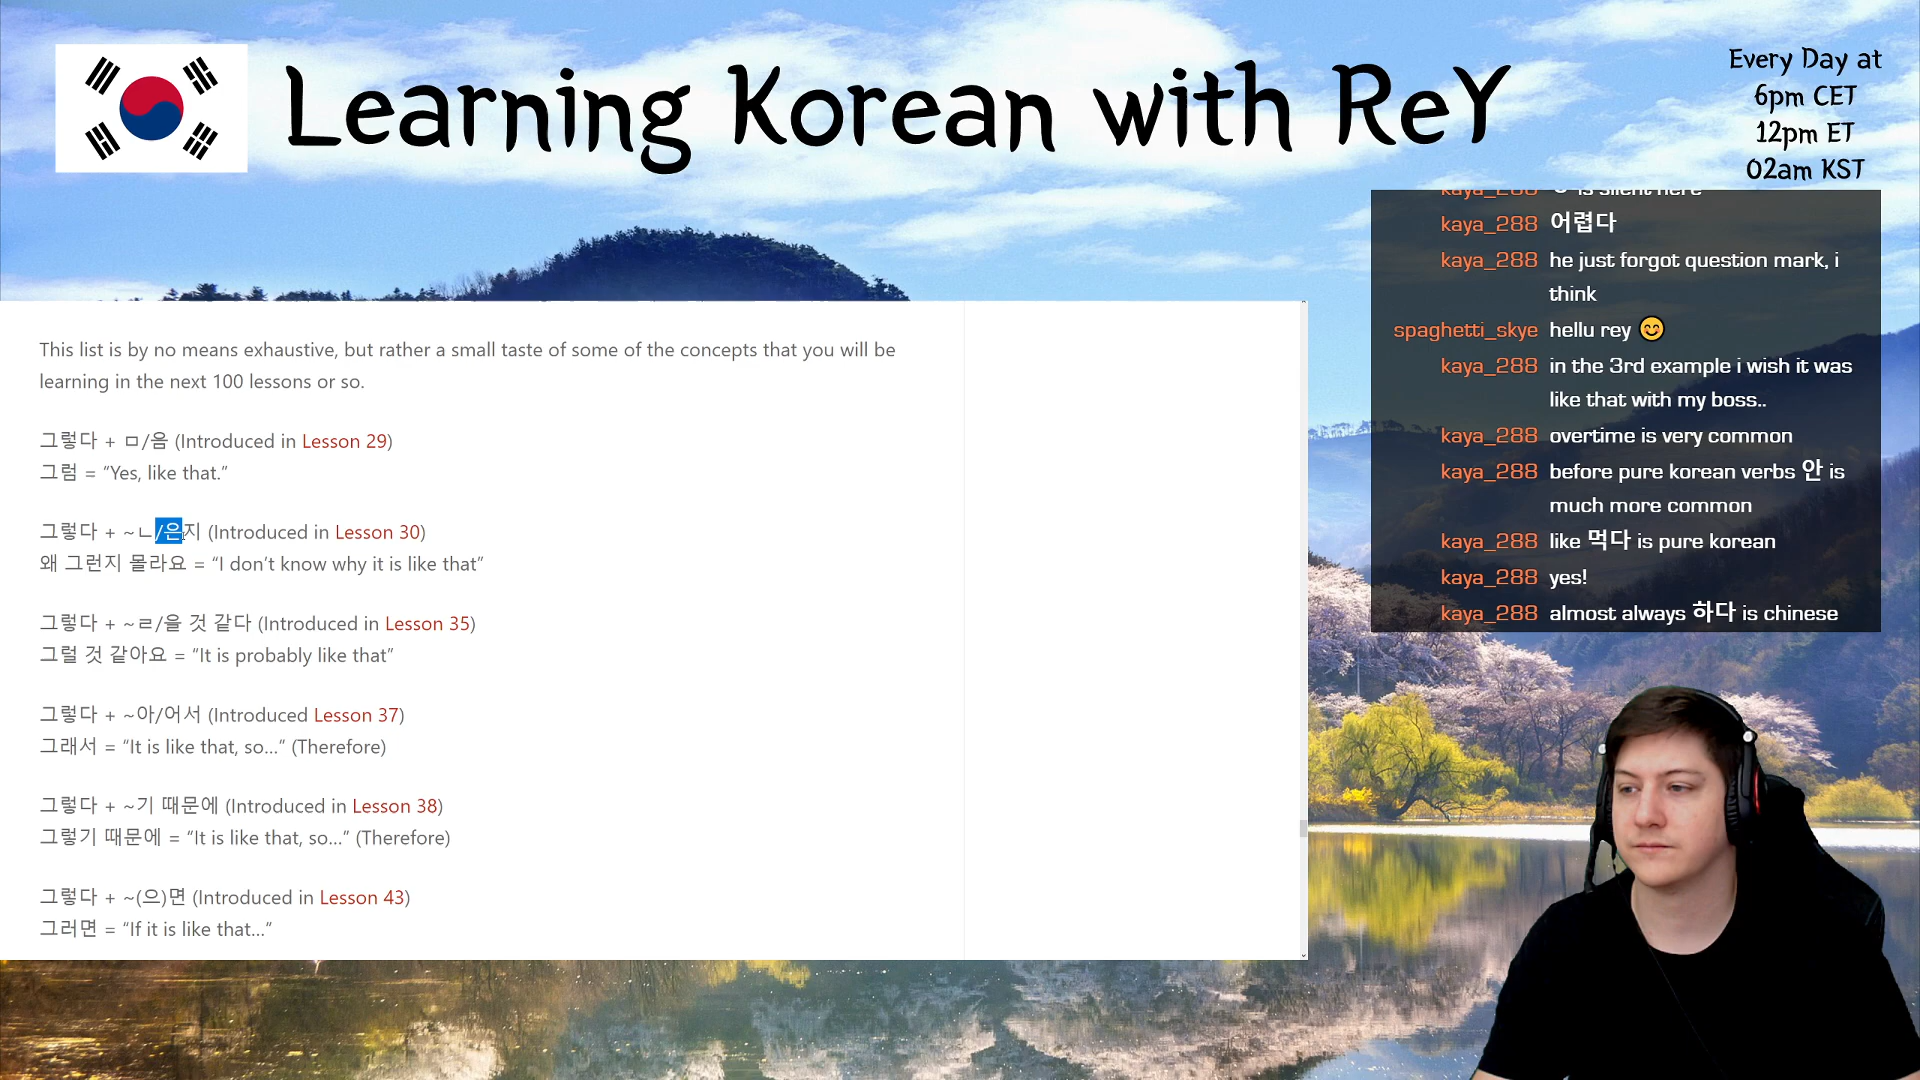 Learning Korean with ReY
Every Day at
6pm CET
12pm ET
02am KST
This list is by no means exhaustive, but rather a small taste of some of the concepts that you will be
learning in the next 100 lessons or so.
그렇다 + ㅁ/음 (Introduced in Lesson 29)
그럼 = “Yes, like that.”
그렇다 + ~ㄴ/은지 (Introduced in Lesson 30)
왜 그런지 몰라요 = “I don’t know why it is like that”
그렇다 + ~ㄹ/을 것 같다 (Introduced in Lesson 35)
그럴 것 같아요 = “It is probably like that”
그렇다 + ~아/어서 (Introduced Lesson 37)
그래서 = “It is like that, so…” (Therefore)
그렇다 + ~기 때문에 (Introduced in Lesson 38)
그렇기 때문에 = “It is like that, so…” (Therefore)
그렇다 + ~(으)면 (Introduced in Lesson 43)
그러면 = “If it is like that…”
kaya_288 ㅇ is silent here
kaya_288 어렵다
kaya_288 he just forgot question mark, i
think
spaghetti_skye hellu rey 😊
kaya_288 in the 3rd example i wish it was
like that with my boss..
kaya_288 overtime is very common
kaya_288 before pure korean verbs 안 is
much more common
kaya_288 like 먹다 is pure korean
kaya_288 yes!
kaya_288 almost always 하다 is chinese